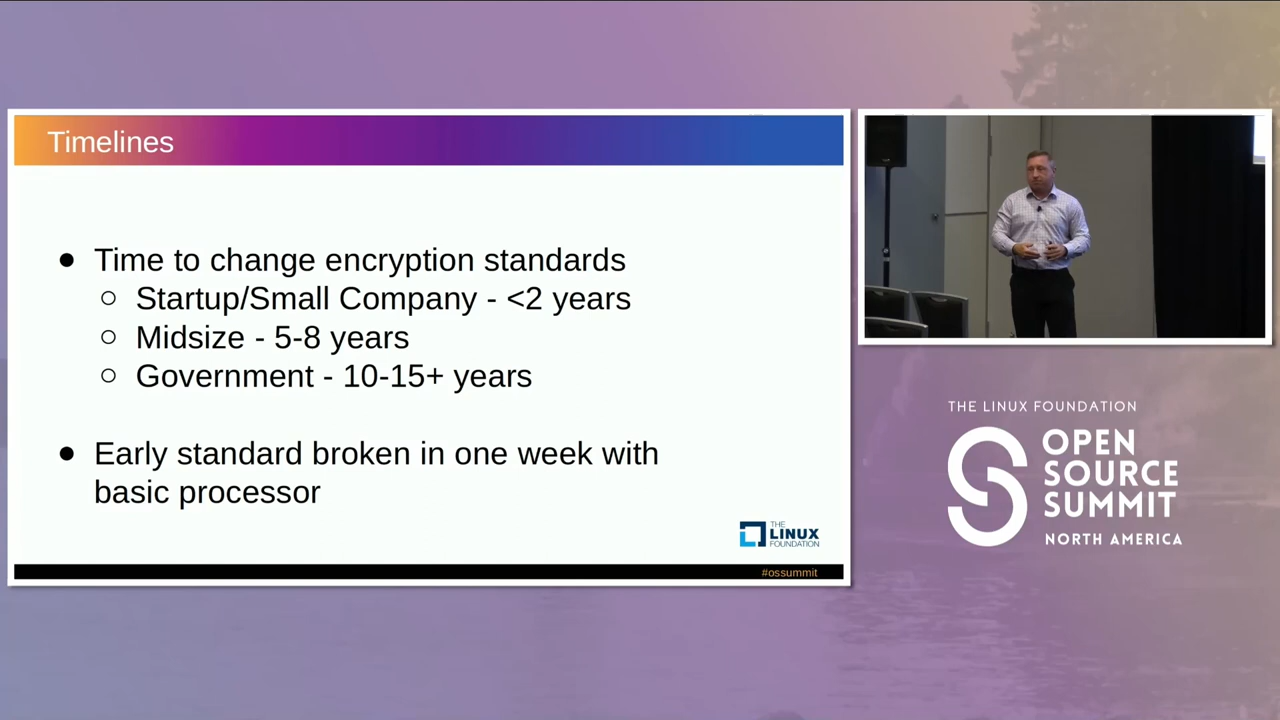 Timelines
● Time to change encryption standards
○ Startup/Small Company - <2 years
○ Midsize - 5-8 years
○ Government - 10-15+ years
● Early standard broken in one week with
basic processor
THE
LINUX
FOUNDATION
#ossummit
THE LINUX FOUNDATION
OPEN
SOURCE
SUMMIT
NORTH AMERICA